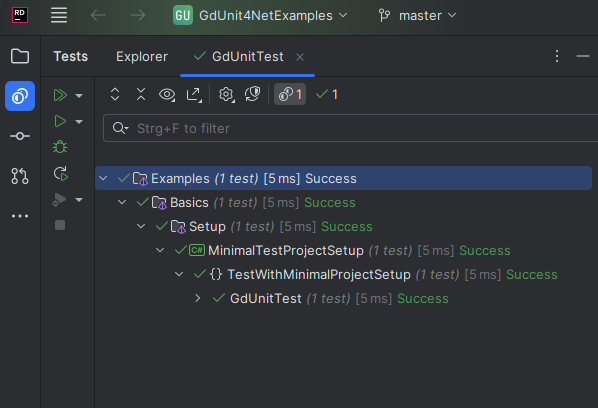 RD GU GdUnit4NetExamples master
Tests Explorer GdUnitTest
1 1
Strg+F to filter
Examples (1 test) [5 ms] Success
Basics (1 test) [5 ms] Success
Setup (1 test) [5 ms] Success
C# MinimalTestProjectSetup (1 test) [5 ms] Success
{} TestWithMinimalProjectSetup (1 test) [5 ms] Success
GdUnitTest (1 test) [5 ms] Success